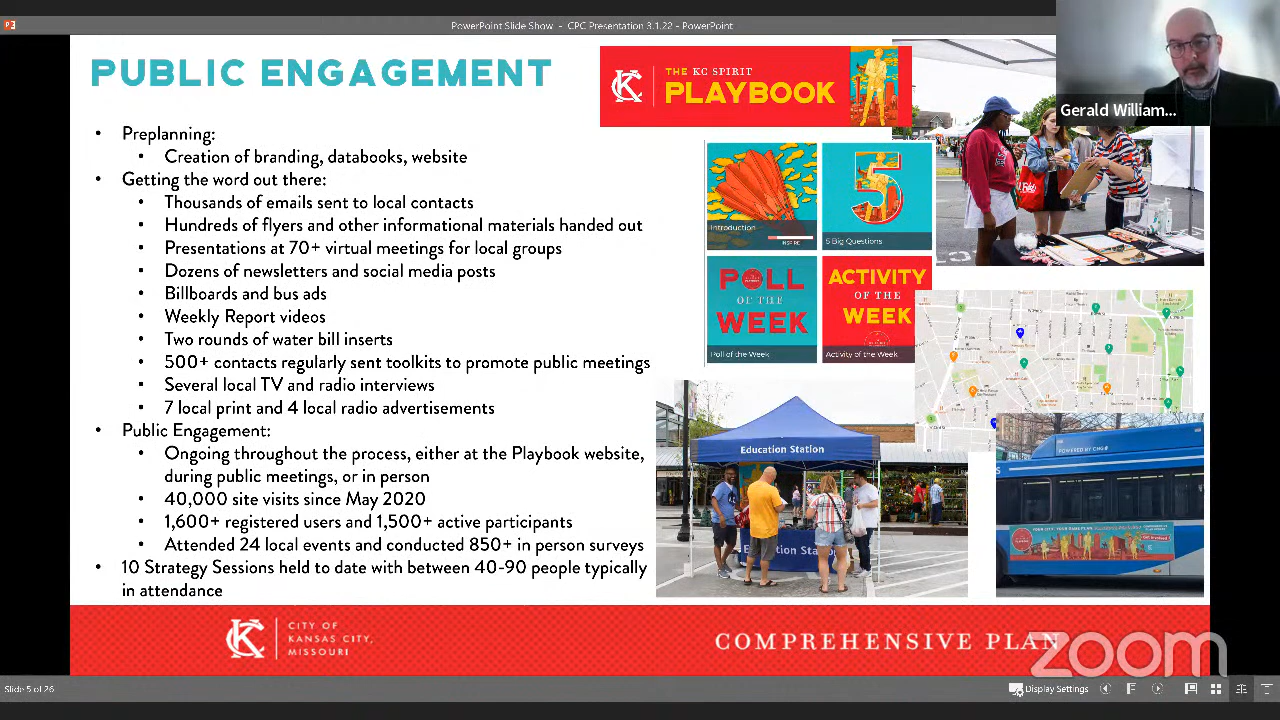 PowerPoint Slide Show - CPC Presentation 3.1.22 - PowerPoint
Gerald William...
PUBLIC ENGAGEMENT
KC
THE KC SPIRIT
PLAYBOOK
• Preplanning:
• Creation of branding, databooks, website
• Getting the word out there:
• Thousands of emails sent to local contacts
• Hundreds of flyers and other informational materials handed out
• Presentations at 70+ virtual meetings for local groups
• Dozens of newsletters and social media posts
• Billboards and bus ads
• Weekly Report videos
• Two rounds of water bill inserts
• 500+ contacts regularly sent toolkits to promote public meetings
• Several local TV and radio interviews
• 7 local print and 4 local radio advertisements
• Public Engagement:
• Ongoing throughout the process, either at the Playbook website,
during public meetings, or in person
• 40,000 site visits since May 2020
• 1,600+ registered users and 1,500+ active participants
• Attended 24 local events and conducted 850+ in person surveys
• 10 Strategy Sessions held to date with between 40-90 people typically
in attendance
Introduction
INSPIRE
5
5 Big Questions
POLL
OF THE
WEEK
Poll of the Week
ACTIVITY
OF THE
WEEK
Activity of the Week
Education Station
Education Sta
POWERED BY CNG
KC
CITY OF
KANSAS CITY,
MISSOURI
COMPREHENSIVE PLAN
zoom
Slide 5 of 26
Display Settings